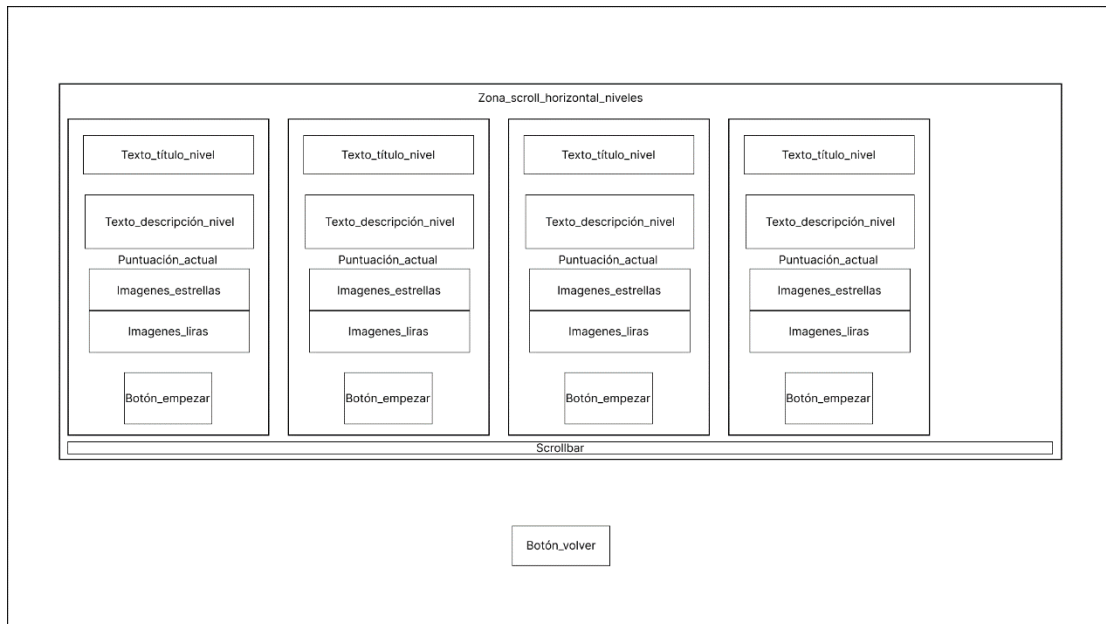 Zona_scroll_horizontal_niveles
Texto_título_nivel
Texto_descripción_nivel
Puntuación_actual
Imagenes_estrellas
Imagenes_liras
Botón_empezar
Texto_título_nivel
Texto_descripción_nivel
Puntuación_actual
Imagenes_estrellas
Imagenes_liras
Botón_empezar
Texto_título_nivel
Texto_descripción_nivel
Puntuación_actual
Imagenes_estrellas
Imagenes_liras
Botón_empezar
Texto_título_nivel
Texto_descripción_nivel
Puntuación_actual
Imagenes_estrellas
Imagenes_liras
Botón_empezar
Scrollbar
Botón_volver